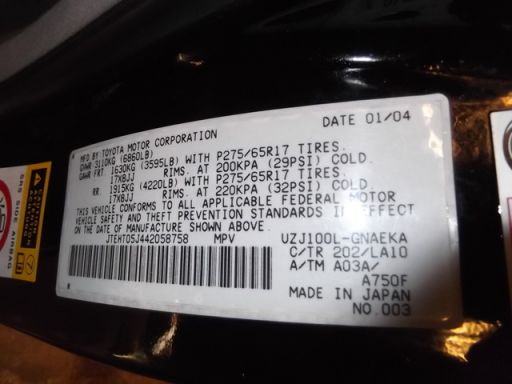 DATE 01/04
MFD BY TOYOTA MOTOR CORPORATION
GVWR 3110KG (6860LB)
GAWR FRT. 1630KG (3595LB) WITH P275/65R17 TIRES.
17X8JJ RIMS. AT 200KPA (29PSI) COLD.
RR. 1915KG (4220LB) WITH P275/65R17 TIRES.
17X8JJ RIMS. AT 220KPA (32PSI) COLD.
THIS VEHICLE CONFORMS TO ALL APPLICABLE FEDERAL MOTOR
VEHICLE SAFETY AND THEFT PREVENTION STANDARDS IN EFFECT
ON THE DATE OF MANUFACTURE SHOWN ABOVE.
JTEHT05J442058758 MPV UZJ100L-GNAEKA
C/TR 202/LA10
A/TM A03A/
A750F
MADE IN JAPAN
NO.003
SRS SIDE AIRBAG